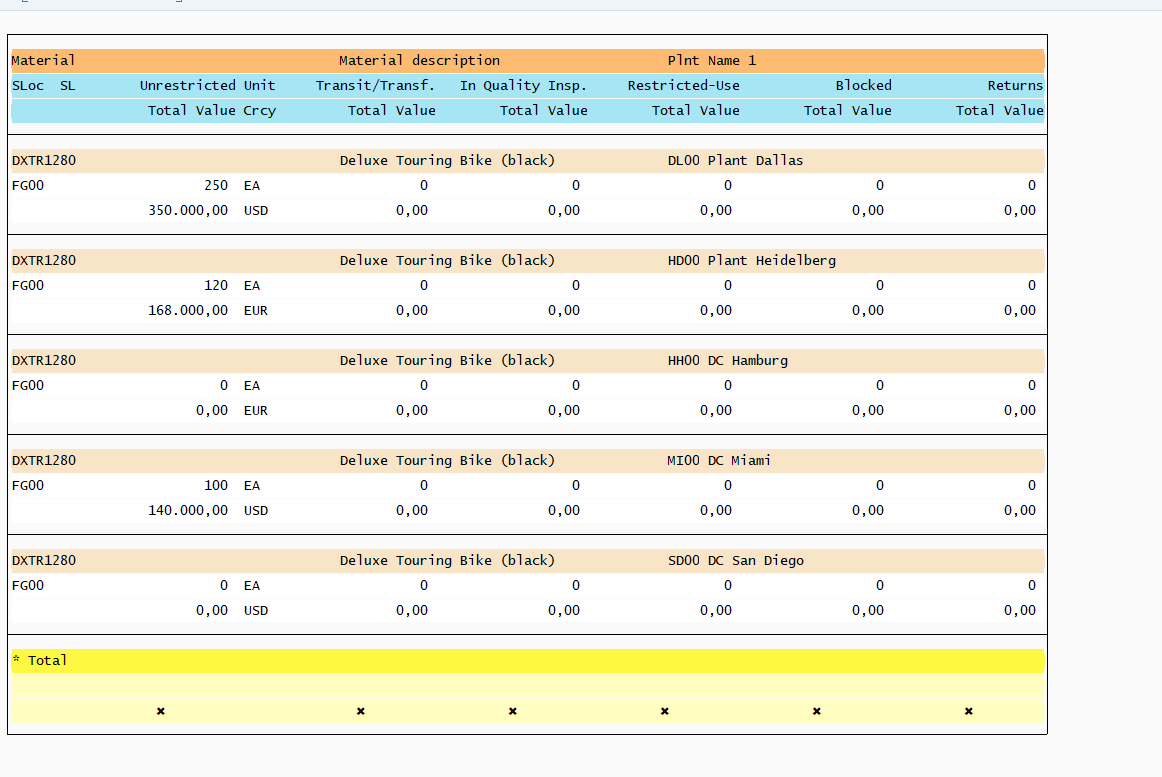 Material Material description Plnt Name 1
SLoc SL Unrestricted Unit Transit/Transf. In Quality Insp. Restricted-Use Blocked Returns
Total Value Crcy Total Value Total Value Total Value Total Value Total Value
DXTR1280 Deluxe Touring Bike (black) DL00 Plant Dallas
FG00 250 EA 0 0 0 0 0
350.000,00 USD 0,00 0,00 0,00 0,00 0,00
DXTR1280 Deluxe Touring Bike (black) HD00 Plant Heidelberg
FG00 120 EA 0 0 0 0 0
168.000,00 EUR 0,00 0,00 0,00 0,00 0,00
DXTR1280 Deluxe Touring Bike (black) HH00 DC Hamburg
FG00 0 EA 0 0 0 0 0
0,00 EUR 0,00 0,00 0,00 0,00 0,00
DXTR1280 Deluxe Touring Bike (black) MI00 DC Miami
FG00 100 EA 0 0 0 0 0
140.000,00 USD 0,00 0,00 0,00 0,00 0,00
DXTR1280 Deluxe Touring Bike (black) SD00 DC San Diego
FG00 0 EA 0 0 0 0 0
0,00 USD 0,00 0,00 0,00 0,00 0,00
* Total
× × × × × ×